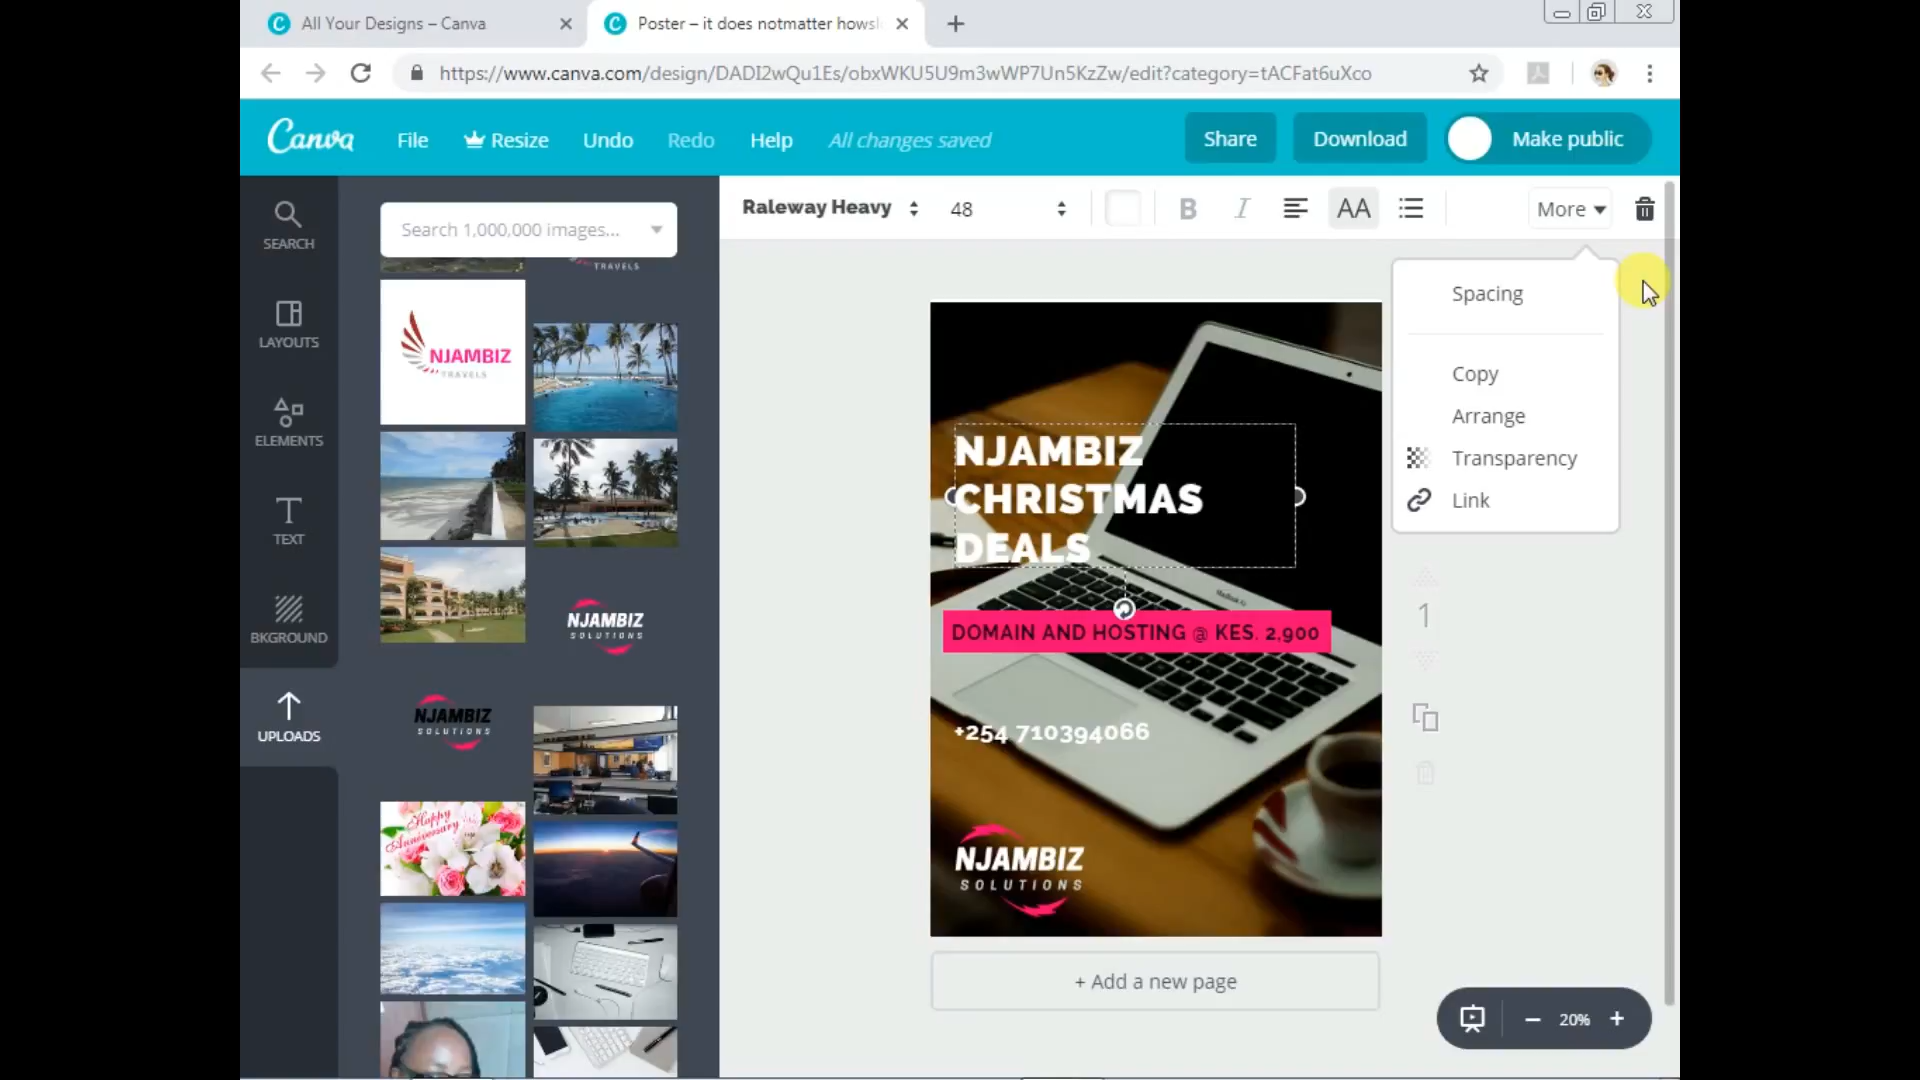 All Your Designs – Canva
Poster – it does notmatter howsl
https://www.canva.com/design/DADI2wQu1Es/obxWKU5U9m3wWP7Un5KzZw/edit?category=tACFat6uXco
Canva File Resize Undo Redo Help All changes saved Share Download Make public
SEARCH
LAYOUTS
ELEMENTS
TEXT
BKGROUND
UPLOADS
Search 1,000,000 images...
TRAVELS
NJAMBIZ
TRAVELS
NJAMBIZ
SOLUTIONS
NJAMBIZ
SOLUTIONS
Happy
Anniversary
Raleway Heavy 48 B I AA More
Spacing
Copy
Arrange
Transparency
Link
NJAMBIZ
CHRISTMAS
DEALS
DOMAIN AND HOSTING @ KES. 2,900
+254 710394066
NJAMBIZ
SOLUTIONS
1
+ Add a new page
20%